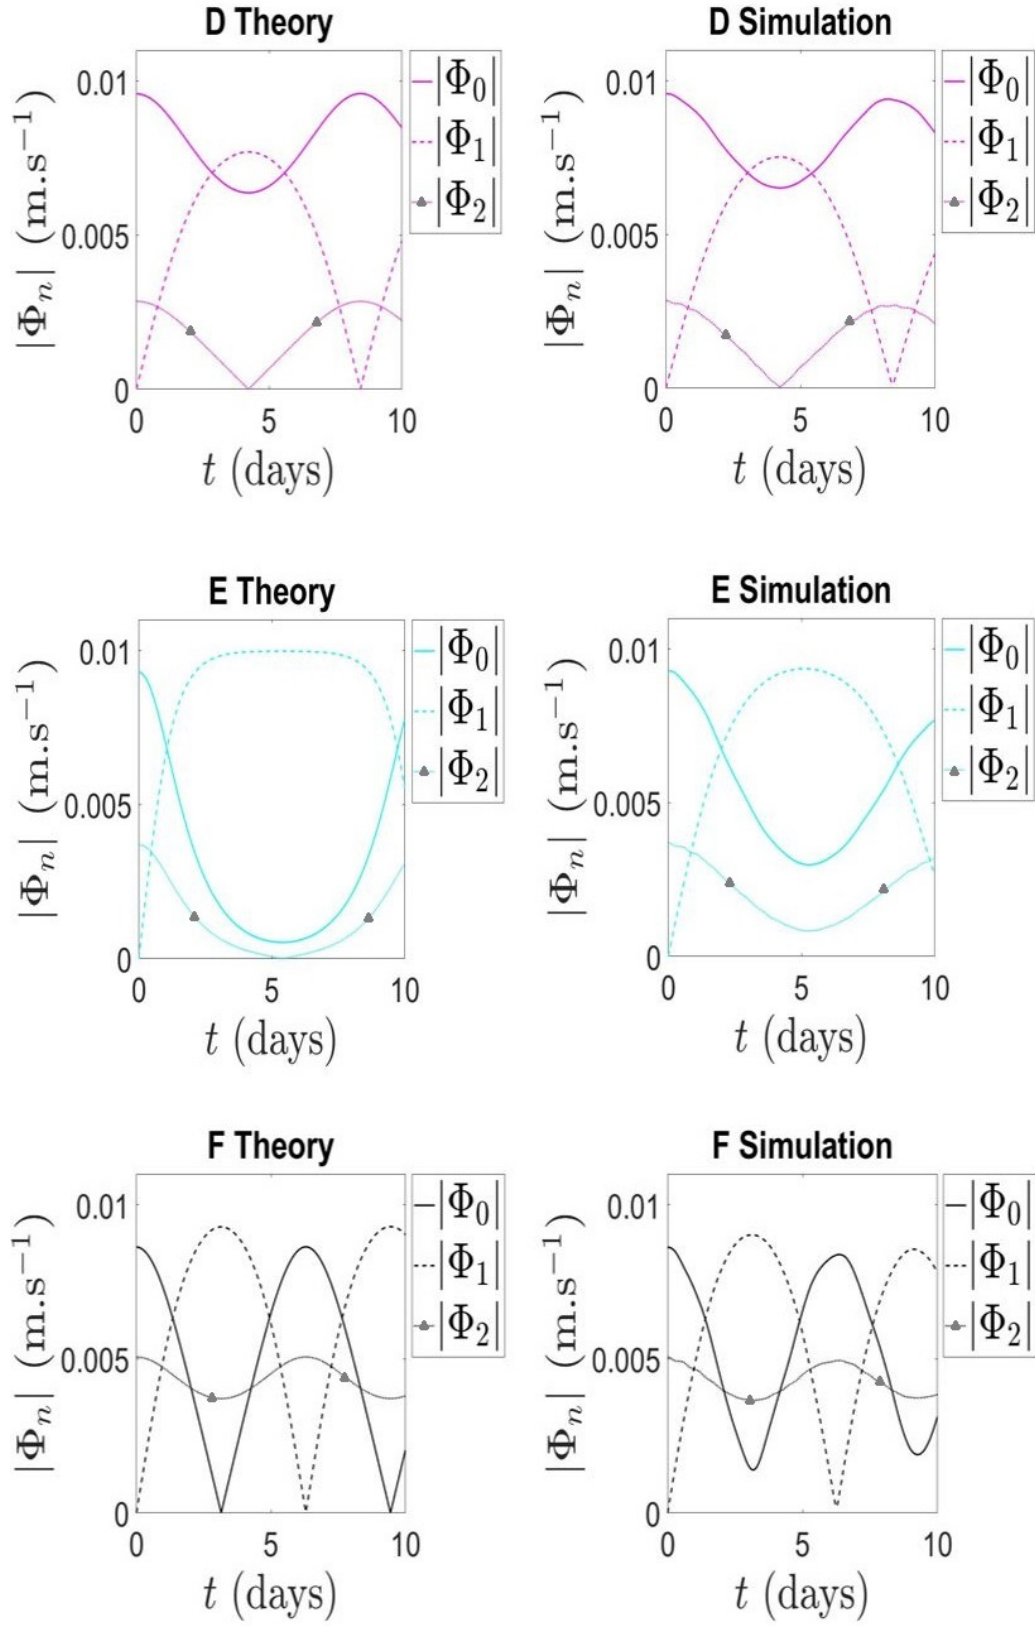 D Theory
|Φ₀|
|Φ₁|
|Φ₂|
0.01
0.005
0
0
5
10
|Φₙ| (m.s⁻¹)
t (days)
D Simulation
|Φ₀|
|Φ₁|
|Φ₂|
0.01
0.005
0
0
5
10
|Φₙ| (m.s⁻¹)
t (days)
E Theory
|Φ₀|
|Φ₁|
|Φ₂|
0.01
0.005
0
0
5
10
|Φₙ| (m.s⁻¹)
t (days)
E Simulation
|Φ₀|
|Φ₁|
|Φ₂|
0.01
0.005
0
0
5
10
|Φₙ| (m.s⁻¹)
t (days)
F Theory
|Φ₀|
|Φ₁|
|Φ₂|
0.01
0.005
0
0
5
10
|Φₙ| (m.s⁻¹)
t (days)
F Simulation
|Φ₀|
|Φ₁|
|Φ₂|
0.01
0.005
0
0
5
10
|Φₙ| (m.s⁻¹)
t (days)